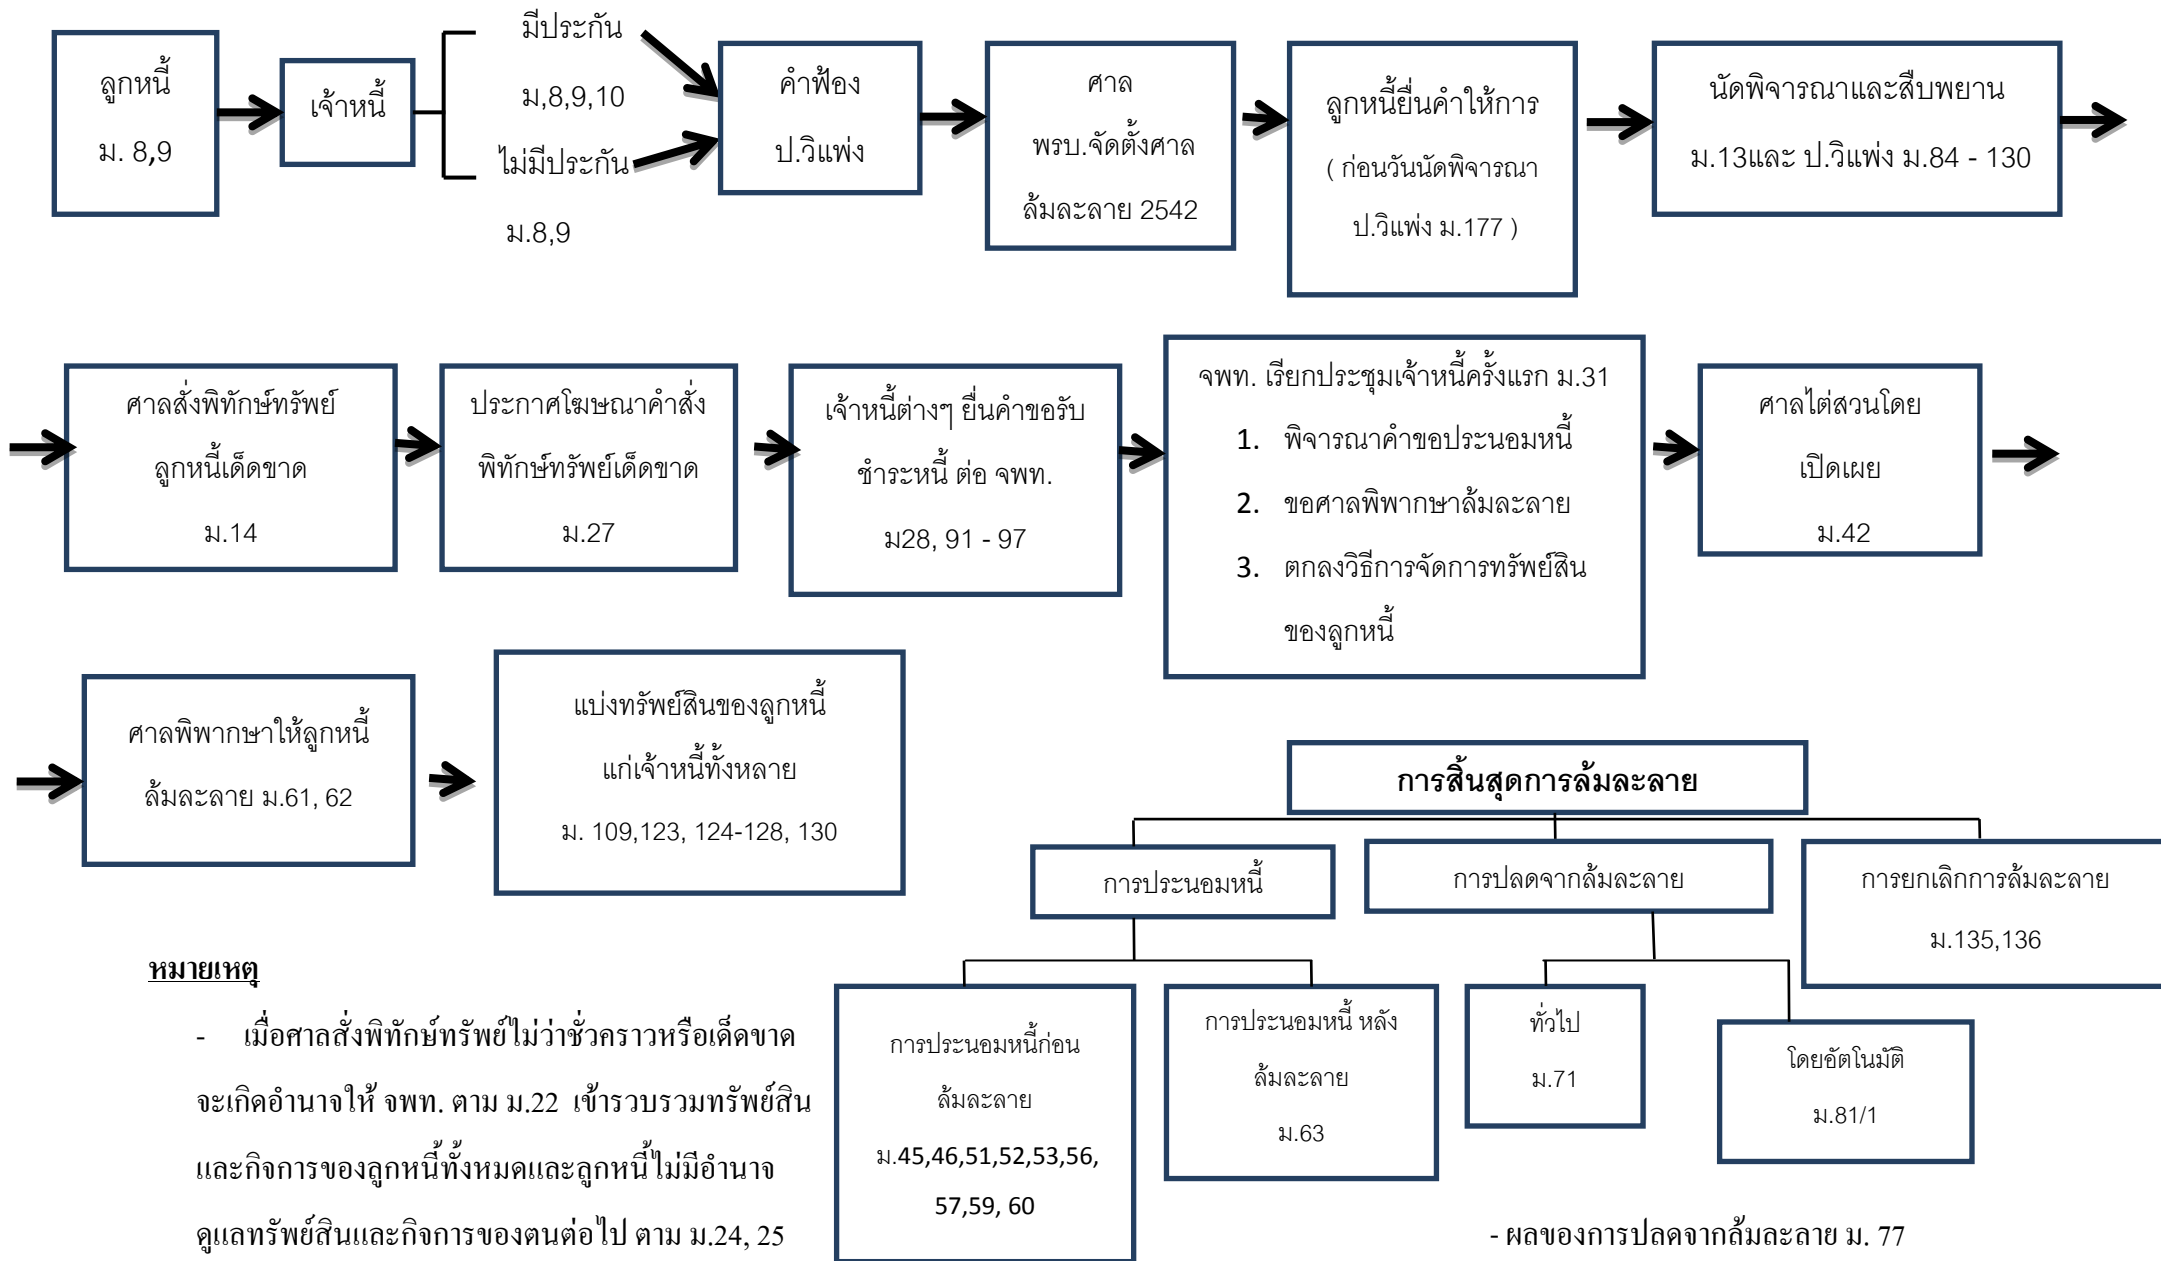 ลูกหนี้
ม. 8,9
เจ้าหนี้
มีประกัน
ม,8,9,10
ไม่มีประกัน
ม.8,9
คำฟ้อง
ป.วิแพ่ง
ศาล
พรบ.จัดตั้งศาล
ล้มละลาย 2542
ลูกหนี้ยื่นคำให้การ
( ก่อนวันนัดพิจารณา
ป.วิแพ่ง ม.177 )
นัดพิจารณาและสืบพยาน
ม.13และ ป.วิแพ่ง ม.84 - 130
ศาลสั่งพิทักษ์ทรัพย์
ลูกหนี้เด็ดขาด
ม.14
ประกาศโฆษณาคำสั่ง
พิทักษ์ทรัพย์เด็ดขาด
ม.27
เจ้าหนี้ต่างๆ ยื่นคำขอรับ
ชำระหนี้ ต่อ จพท.
ม28, 91 - 97
จพท. เรียกประชุมเจ้าหนี้ครั้งแรก ม.31
1. พิจารณาคำขอประนอมหนี้
2. ขอศาลพิพากษาล้มละลาย
3. ตกลงวิธีการจัดการทรัพย์สิน
ของลูกหนี้
ศาลไต่สวนโดย
เปิดเผย
ม.42
ศาลพิพากษาให้ลูกหนี้
ล้มละลาย ม.61, 62
แบ่งทรัพย์สินของลูกหนี้
แก่เจ้าหนี้ทั้งหลาย
ม. 109,123, 124-128, 130
การสิ้นสุดการล้มละลาย
การประนอมหนี้
การปลดจากล้มละลาย
การยกเลิกการล้มละลาย
ม.135,136
การประนอมหนี้ก่อน
ล้มละลาย
ม.45,46,51,52,53,56,
57,59, 60
การประนอมหนี้ หลัง
ล้มละลาย
ม.63
ทั่วไป
ม.71
โดยอัตโนมัติ
ม.81/1
หมายเหตุ
- เมื่อศาลสั่งพิทักษ์ทรัพย์ไม่ว่าชั่วคราวหรือเด็ดขาด
จะเกิดอำนาจให้ จพท. ตาม ม.22 เข้ารวบรวมทรัพย์สิน
และกิจการของลูกหนี้ทั้งหมดและลูกหนี้ไม่มีอำนาจ
ดูแลทรัพย์สินและกิจการของตนต่อไป ตาม ม.24, 25
- ผลของการปลดจากล้มละลาย ม. 77